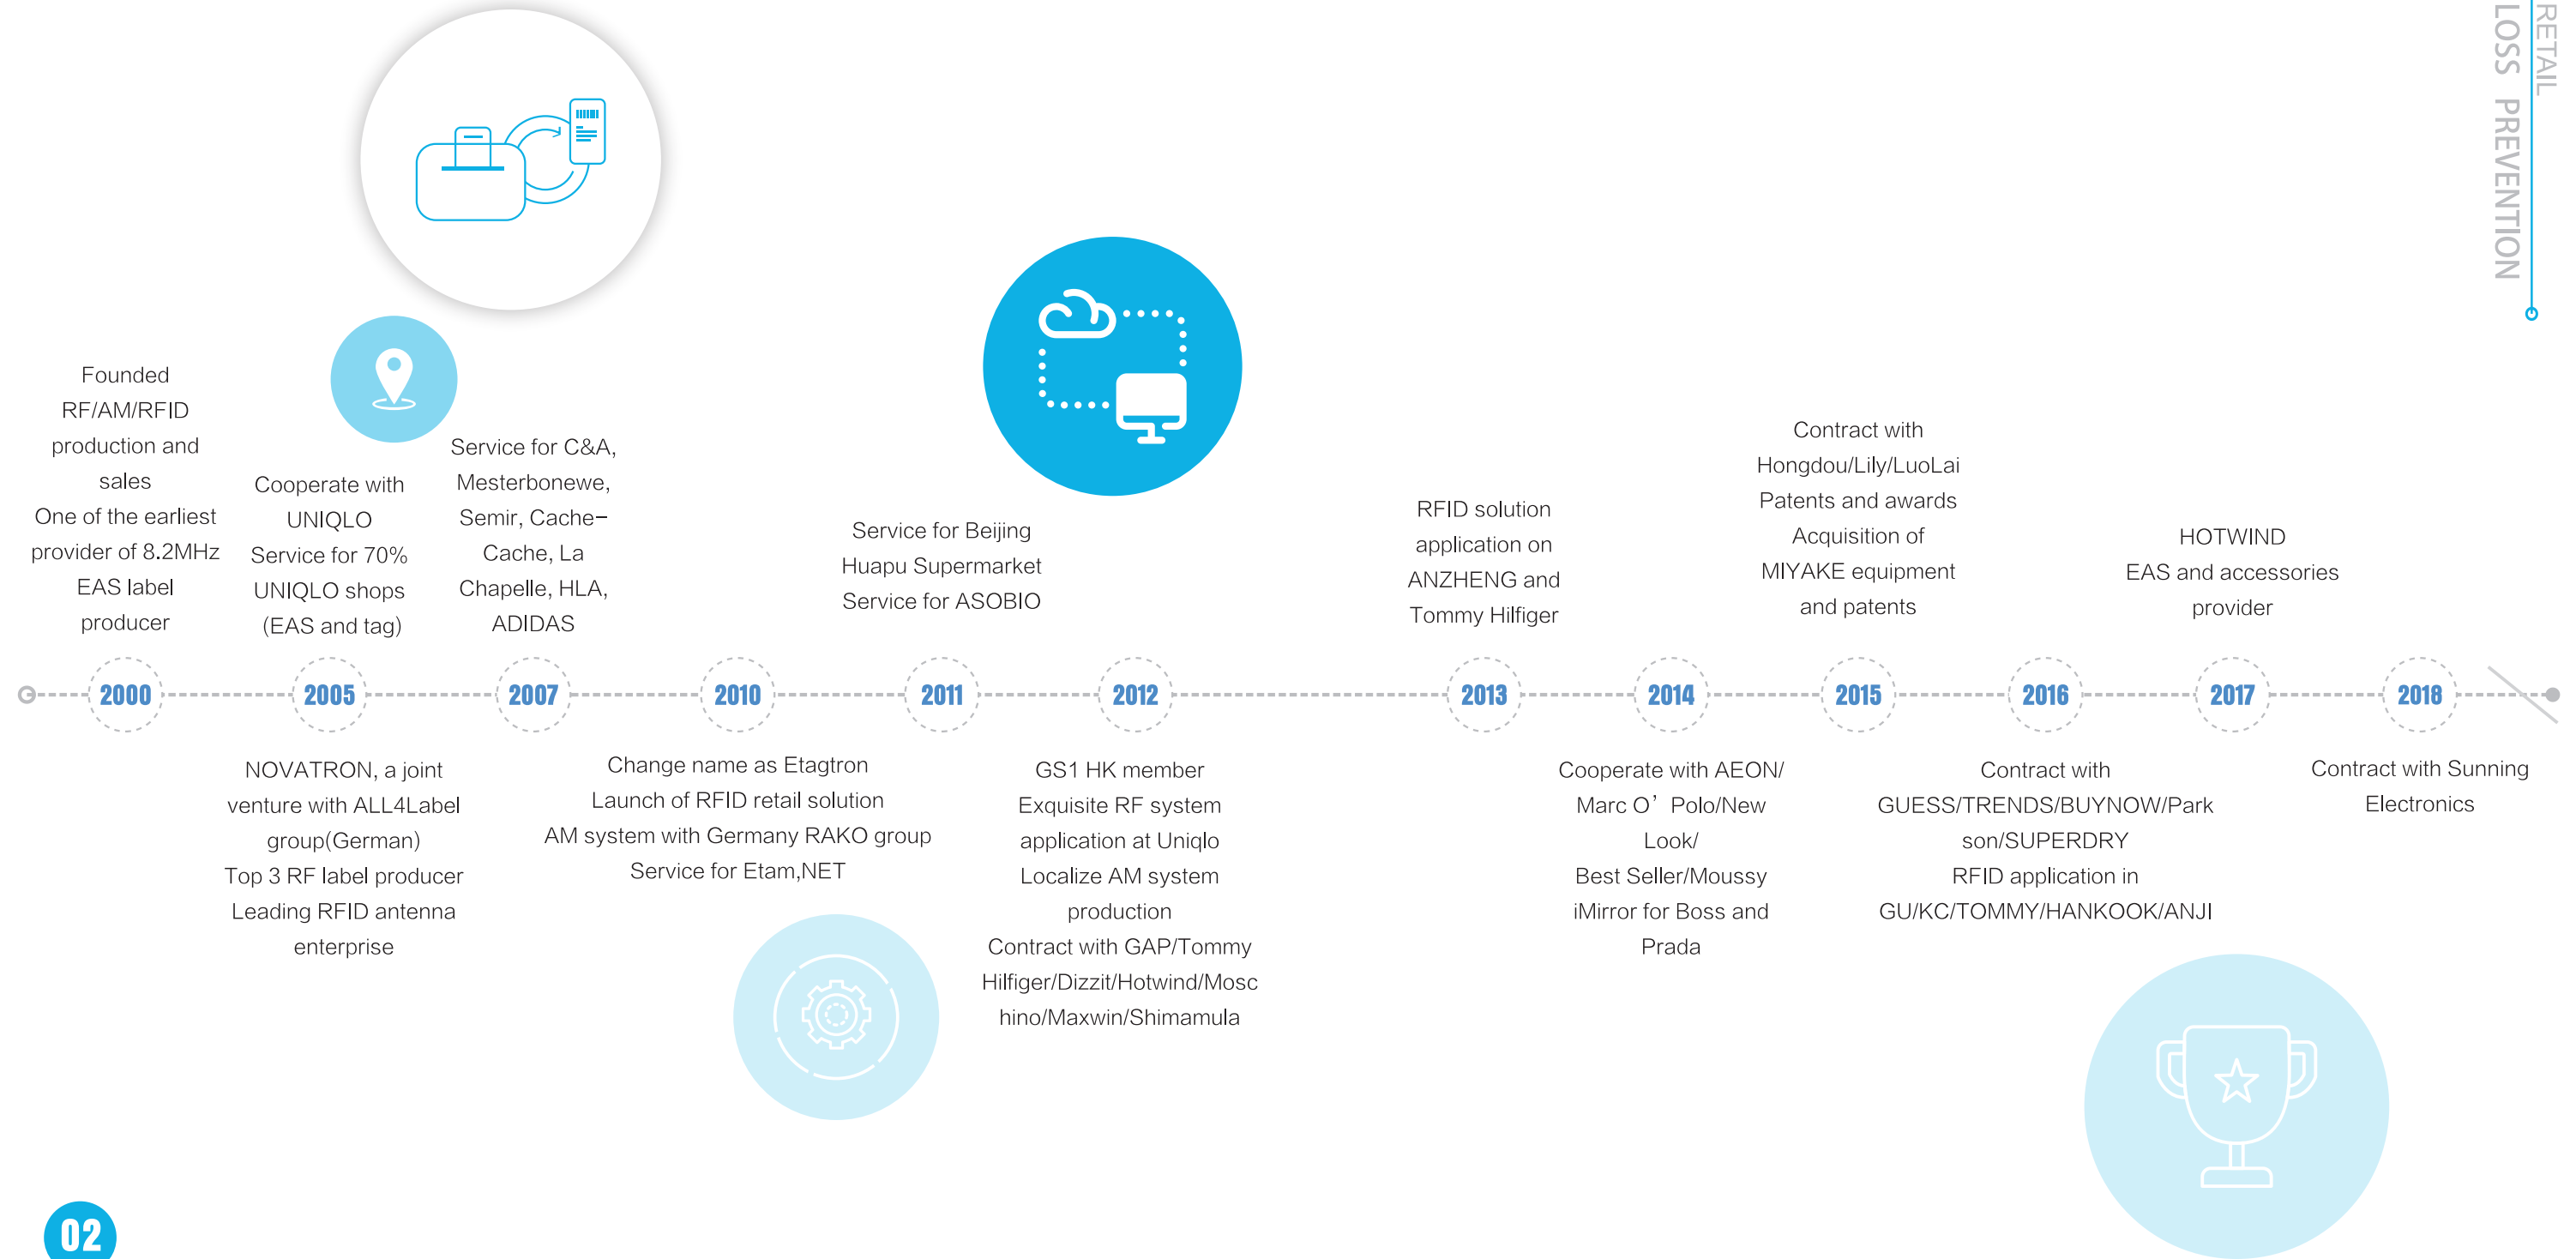 RETAIL
LOSS PREVENTION
Founded
RF/AM/RFID
production and
sales
One of the earliest
provider of 8.2MHz
EAS label
producer
2000
Cooperate with
UNIQLO
Service for 70%
UNIQLO shops
(EAS and tag)
2005
NOVATRON, a joint
venture with ALL4Label
group(German)
Top 3 RF label producer
Leading RFID antenna
enterprise
Service for C&A,
Mesterbonewe,
Semir, Cache-
Cache, La
Chapelle, HLA,
ADIDAS
2007
2010
Change name as Etagtron
Launch of RFID retail solution
AM system with Germany RAKO group
Service for Etam,NET
Service for Beijing
Huapu Supermarket
Service for ASOBIO
2011
2012
GS1 HK member
Exquisite RF system
application at Uniqlo
Localize AM system
production
Contract with GAP/Tommy
Hilfiger/Dizzit/Hotwind/Mosc
hino/Maxwin/Shimamula
RFID solution
application on
ANZHENG and
Tommy Hilfiger
2013
2014
Cooperate with AEON/
Marc O’ Polo/New
Look/
Best Seller/Moussy
iMirror for Boss and
Prada
Contract with
Hongdou/Lily/LuoLai
Patents and awards
Acquisition of
MIYAKE equipment
and patents
2015
2016
Contract with
GUESS/TRENDS/BUYNOW/Park
son/SUPERDRY
RFID application in
GU/KC/TOMMY/HANKOOK/ANJI
HOTWIND
EAS and accessories
provider
2017
2018
Contract with Sunning
Electronics
02